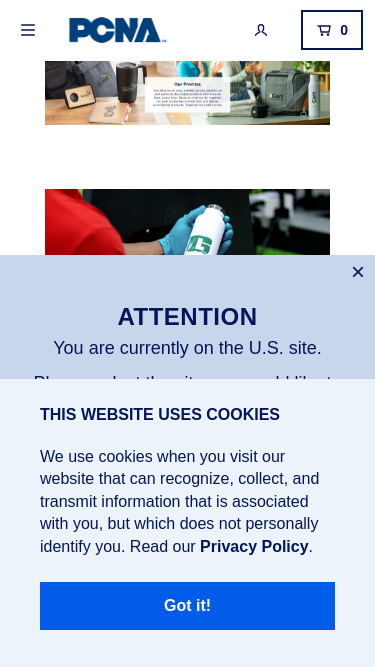 PCNA
0
Our Promise
ATTENTION
You are currently on the U.S. site.
THIS WEBSITE USES COOKIES
We use cookies when you visit our
website that can recognize, collect, and
transmit information that is associated
with you, but which does not personally
identify you. Read our Privacy Policy.
Got it!